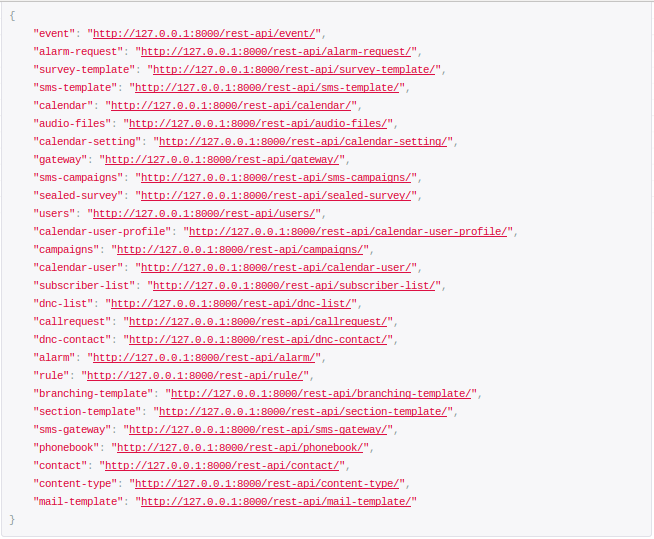 {
"event": "http://127.0.0.1:8000/rest-api/event/",
"alarm-request": "http://127.0.0.1:8000/rest-api/alarm-request/",
"survey-template": "http://127.0.0.1:8000/rest-api/survey-template/",
"sms-template": "http://127.0.0.1:8000/rest-api/sms-template/",
"calendar": "http://127.0.0.1:8000/rest-api/calendar/",
"audio-files": "http://127.0.0.1:8000/rest-api/audio-files/",
"calendar-setting": "http://127.0.0.1:8000/rest-api/calendar-setting/",
"gateway": "http://127.0.0.1:8000/rest-api/gateway/",
"sms-campaigns": "http://127.0.0.1:8000/rest-api/sms-campaigns/",
"sealed-survey": "http://127.0.0.1:8000/rest-api/sealed-survey/",
"users": "http://127.0.0.1:8000/rest-api/users/",
"calendar-user-profile": "http://127.0.0.1:8000/rest-api/calendar-user-profile/",
"campaigns": "http://127.0.0.1:8000/rest-api/campaigns/",
"calendar-user": "http://127.0.0.1:8000/rest-api/calendar-user/",
"subscriber-list": "http://127.0.0.1:8000/rest-api/subscriber-list/",
"dnc-list": "http://127.0.0.1:8000/rest-api/dnc-list/",
"callrequest": "http://127.0.0.1:8000/rest-api/callrequest/",
"dnc-contact": "http://127.0.0.1:8000/rest-api/dnc-contact/",
"alarm": "http://127.0.0.1:8000/rest-api/alarm/",
"rule": "http://127.0.0.1:8000/rest-api/rule/",
"branching-template": "http://127.0.0.1:8000/rest-api/branching-template/",
"section-template": "http://127.0.0.1:8000/rest-api/section-template/",
"sms-gateway": "http://127.0.0.1:8000/rest-api/sms-gateway/",
"phonebook": "http://127.0.0.1:8000/rest-api/phonebook/",
"contact": "http://127.0.0.1:8000/rest-api/contact/",
"content-type": "http://127.0.0.1:8000/rest-api/content-type/",
"mail-template": "http://127.0.0.1:8000/rest-api/mail-template/"
}